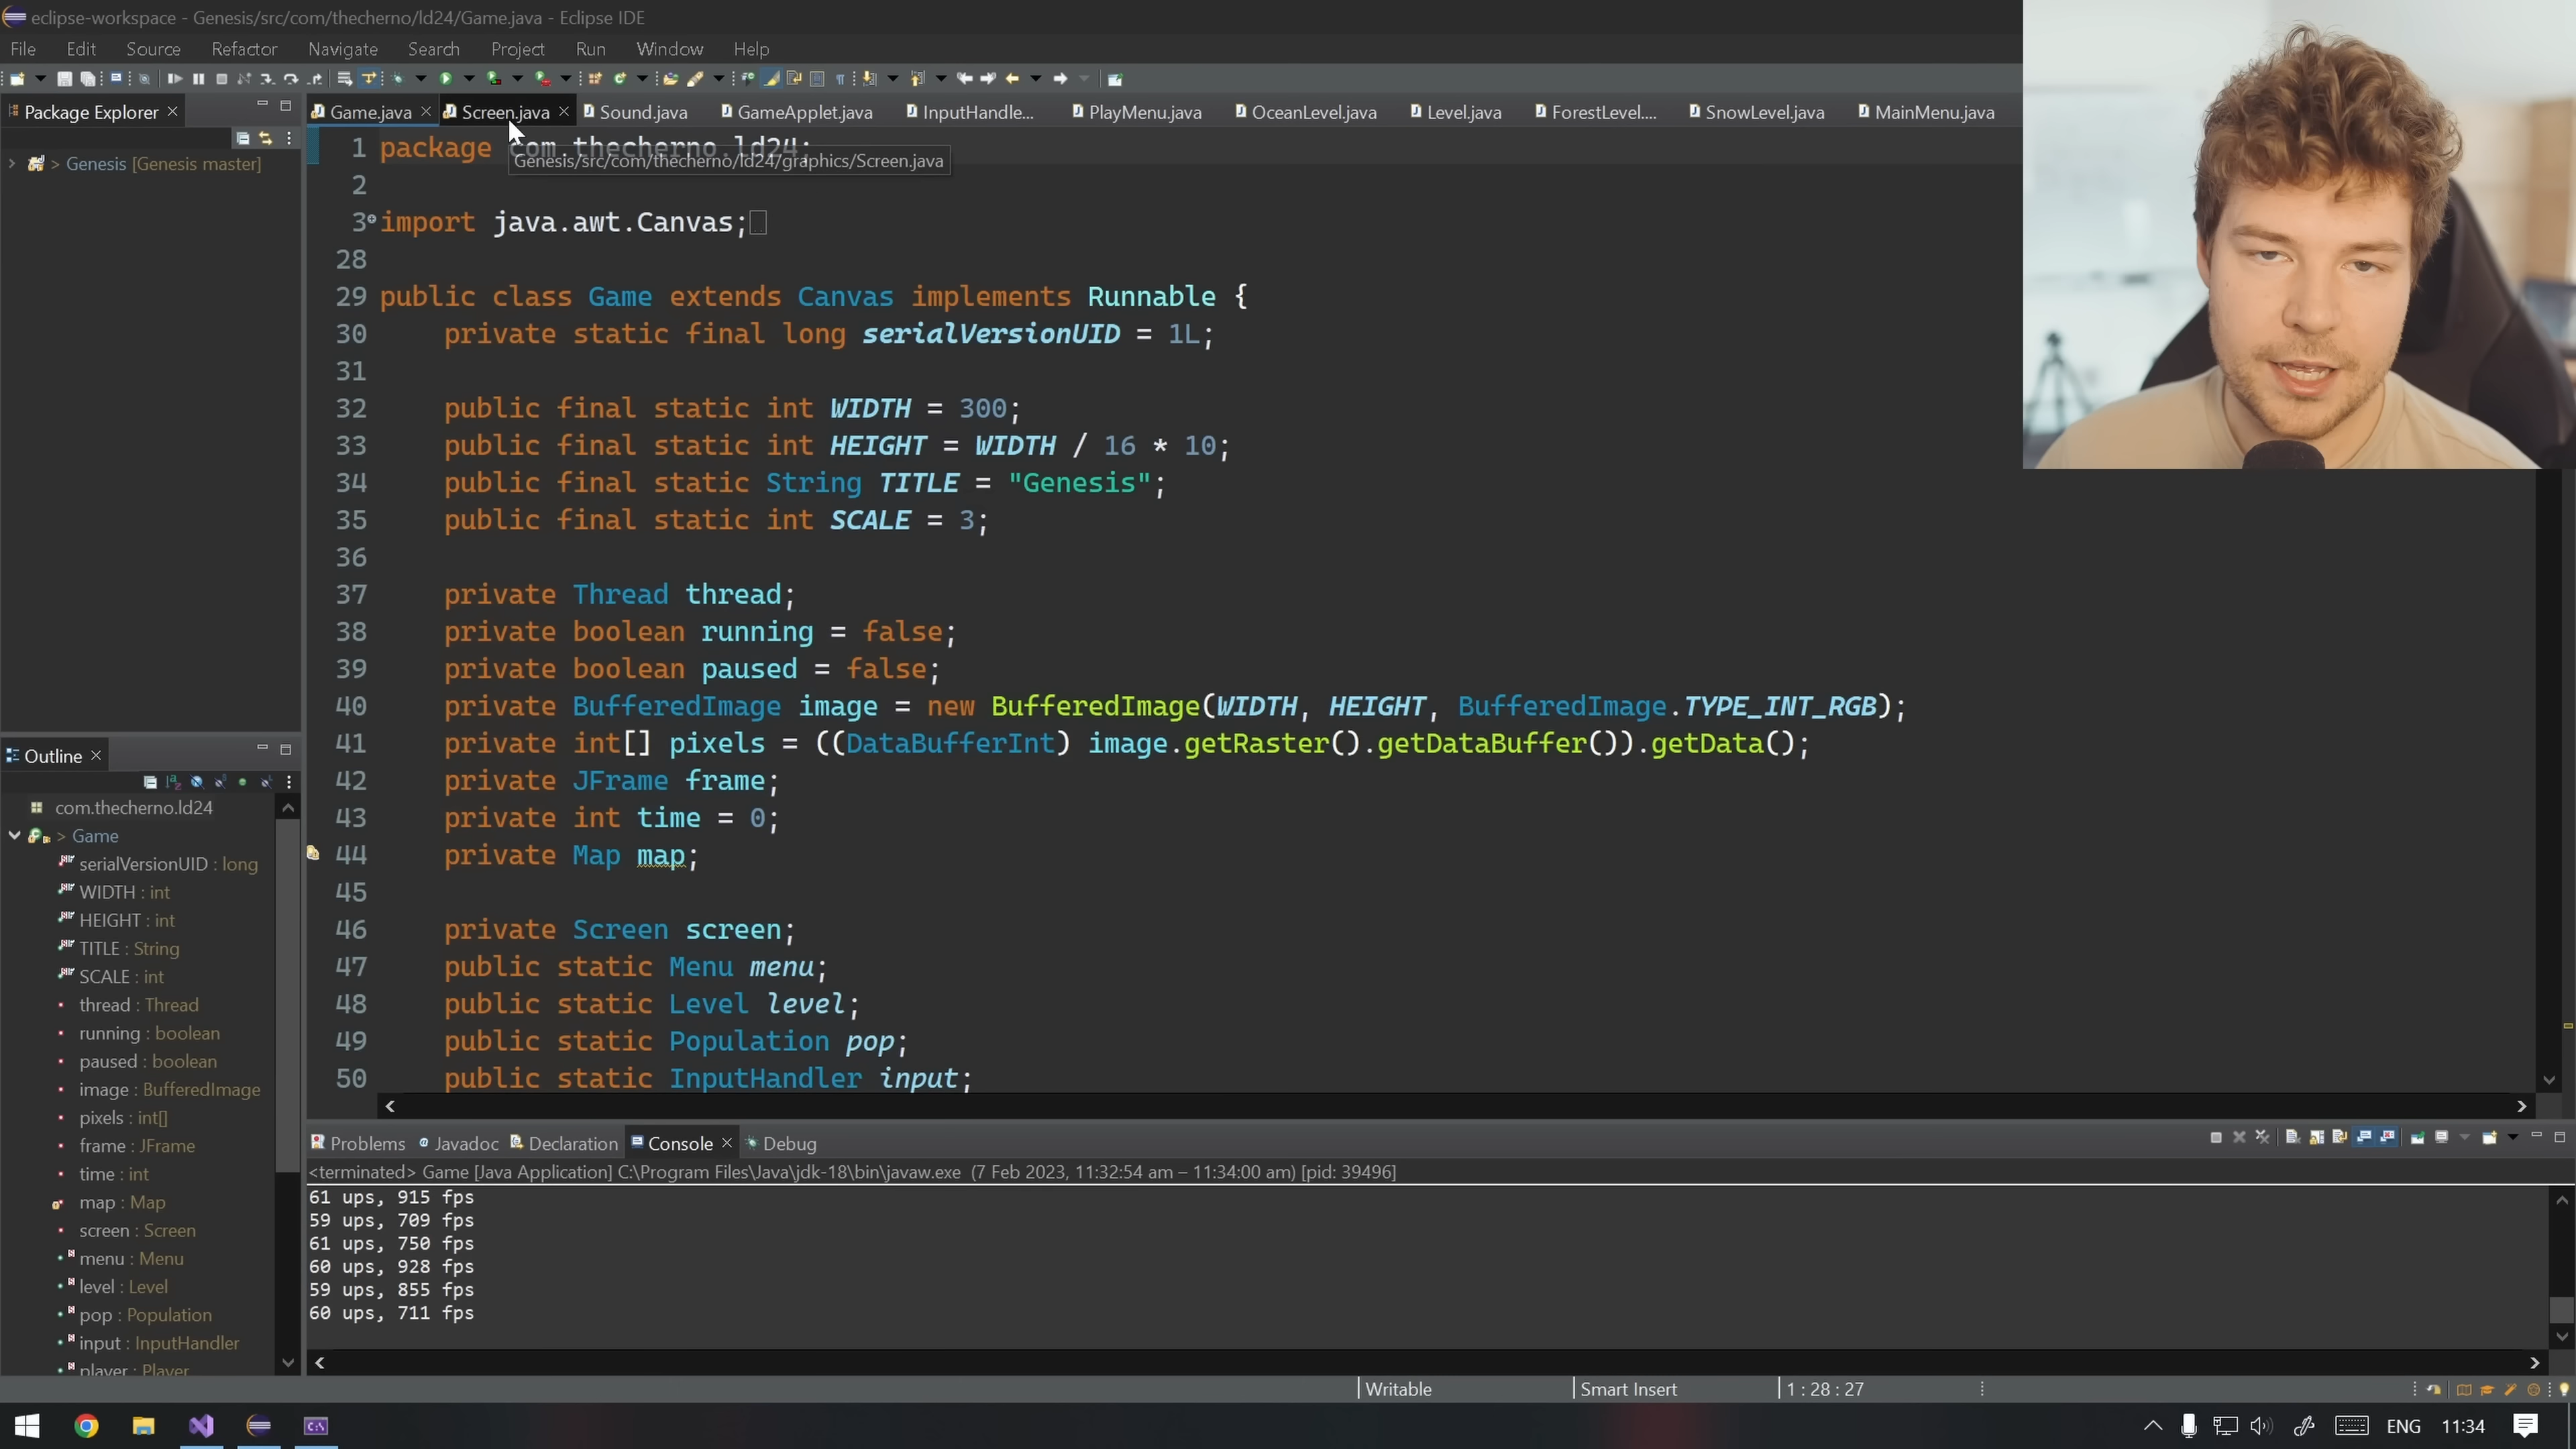 eclipse-workspace - Genesis/src/com/thecherno/ld24/Game.java - Eclipse IDE
File Edit Source Refactor Navigate Search Project Run Window Help
Package Explorer
Game.java Screen.java Sound.java GameApplet.java InputHandle... PlayMenu.java OceanLevel.java Level.java ForestLevel.... SnowLevel.java MainMenu.java
> Genesis [Genesis master]
1 package com.thecherno.ld24;
Genesis/src/com/thecherno/ld24/graphics/Screen.java
2
3 import java.awt.Canvas;
28
29 public class Game extends Canvas implements Runnable {
30 private static final long serialVersionUID = 1L;
31
32 public final static int WIDTH = 300;
33 public final static int HEIGHT = WIDTH / 16 * 10;
34 public final static String TITLE = "Genesis";
35 public final static int SCALE = 3;
36
37 private Thread thread;
38 private boolean running = false;
39 private boolean paused = false;
40 private BufferedImage image = new BufferedImage(WIDTH, HEIGHT, BufferedImage.TYPE_INT_RGB);
41 private int[] pixels = ((DataBufferInt) image.getRaster().getDataBuffer()).getData();
42 private JFrame frame;
43 private int time = 0;
44 private Map map;
45
46 private Screen screen;
47 public static Menu menu;
48 public static Level level;
49 public static Population pop;
50 public static InputHandler input;
Outline
com.thecherno.ld24
> Game
serialVersionUID : long
WIDTH : int
HEIGHT : int
TITLE : String
SCALE : int
thread : Thread
running : boolean
paused : boolean
image : BufferedImage
pixels : int[]
frame : JFrame
time : int
map : Map
screen : Screen
menu : Menu
level : Level
pop : Population
input : InputHandler
player : Player
Problems Javadoc Declaration Console Debug
<terminated> Game [Java Application] C:\Program Files\Java\jdk-18\bin\javaw.exe (7 Feb 2023, 11:32:54 am – 11:34:00 am) [pid: 39496]
61 ups, 915 fps
59 ups, 709 fps
61 ups, 750 fps
60 ups, 928 fps
59 ups, 855 fps
60 ups, 711 fps
Writable Smart Insert 1 : 28 : 27
ENG 11:34